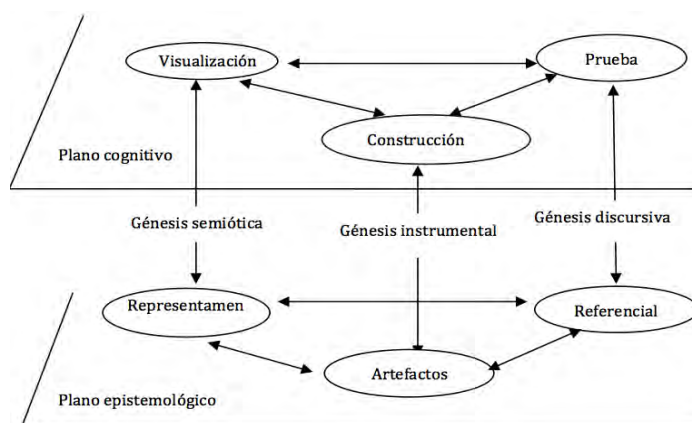 Visualización
Prueba
Construcción
Plano cognitivo
Génesis semiótica
Génesis instrumental
Génesis discursiva
Representamen
Referencial
Artefactos
Plano epistemológico